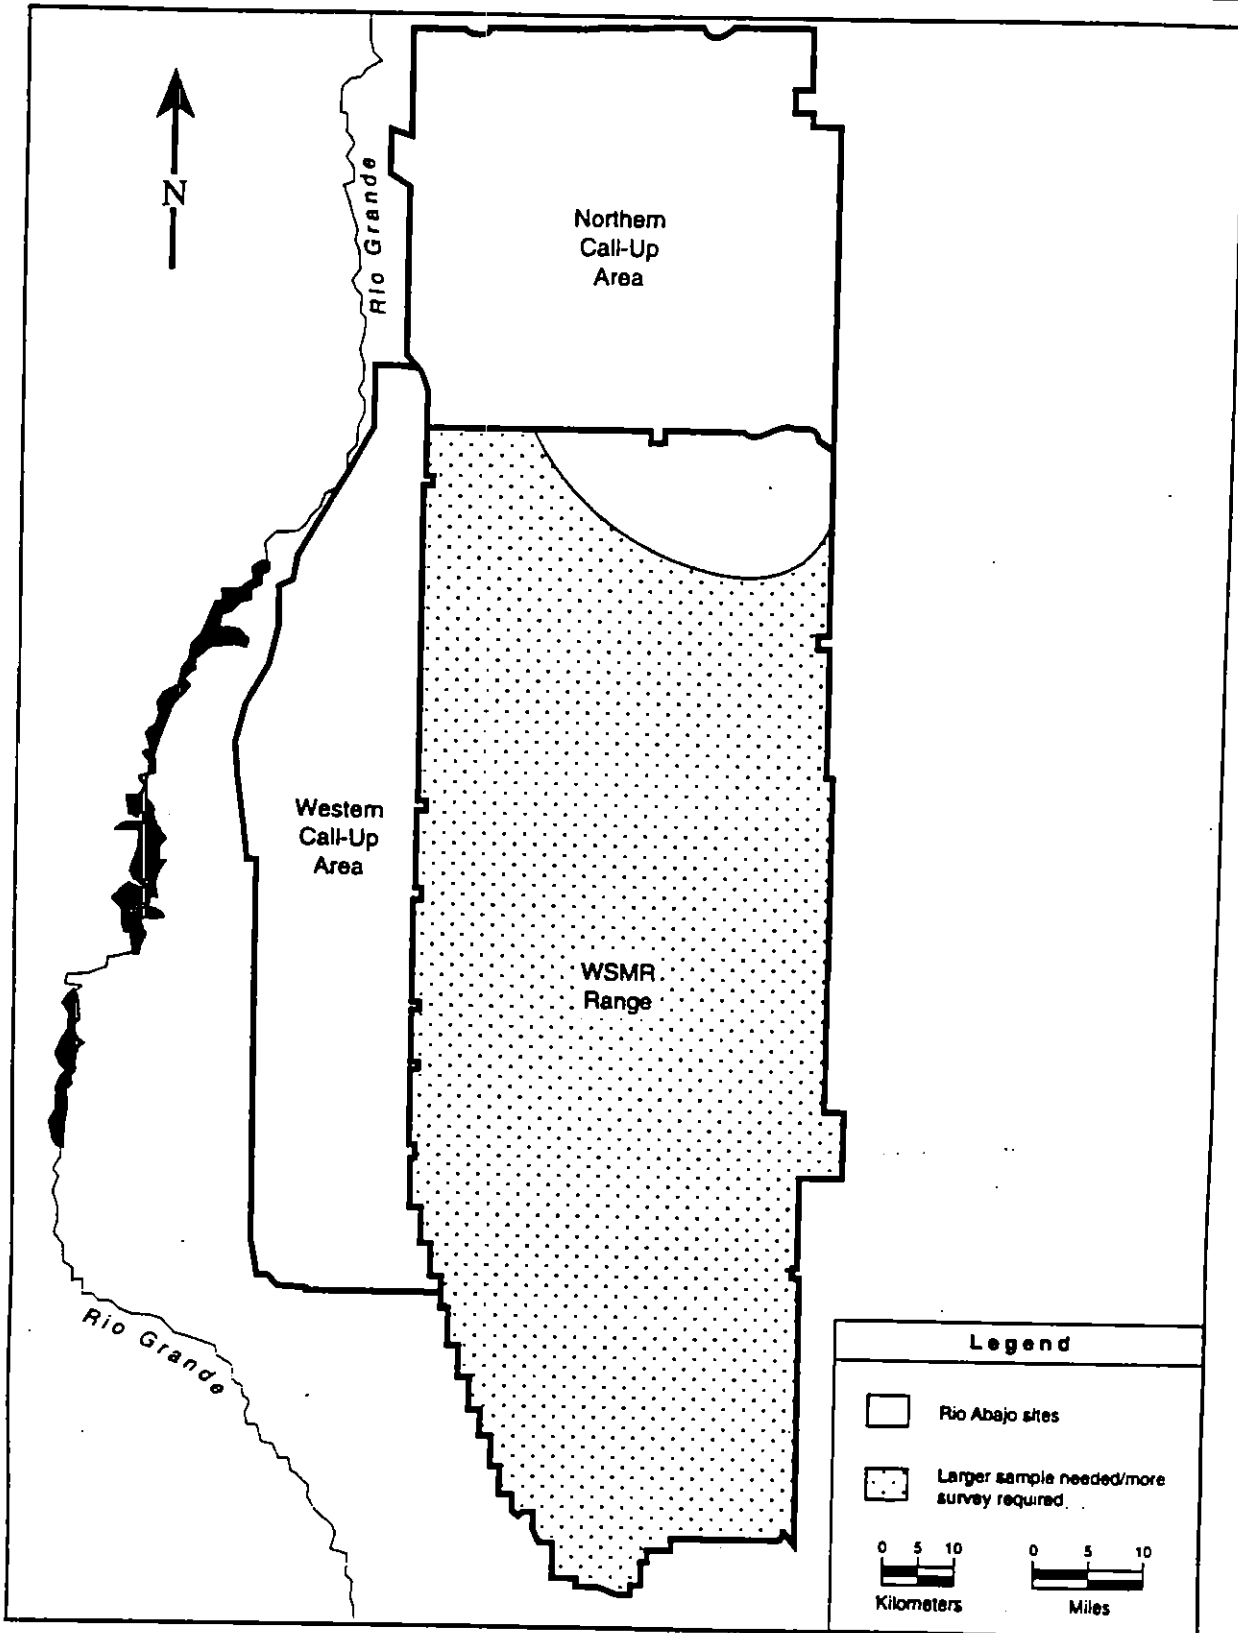 N
Rio Grande
Northern
Call-Up
Area
Western
Call-Up
Area
WSMR
Range
Rio Grande
Legend
Rio Abajo sites
Larger sample needed/more
survey required
0 5 10
Kilometers
0 5 10
Miles